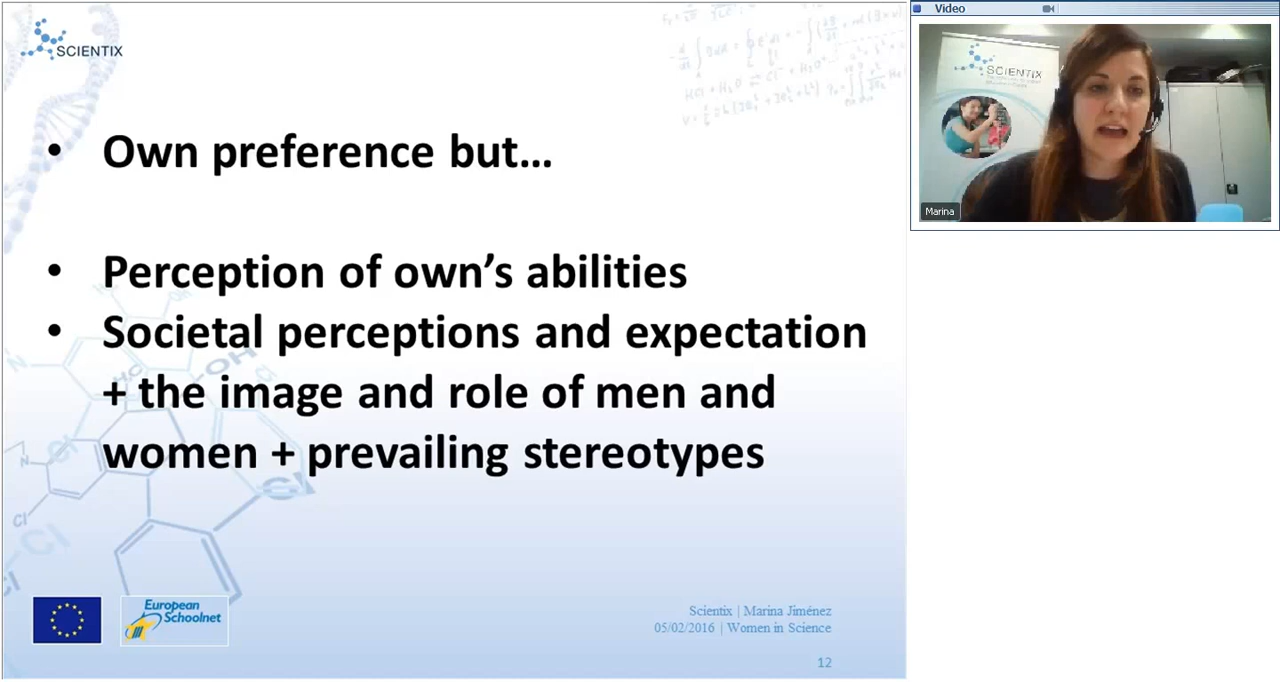 SCIENTIX
• Own preference but...
• Perception of own's abilities
• Societal perceptions and expectation
+ the image and role of men and
women + prevailing stereotypes
European
Schoolnet
Scientix | Marina Jiménez
05/02/2016 | Women in Science
12
Video
SCIENTIX
Marina